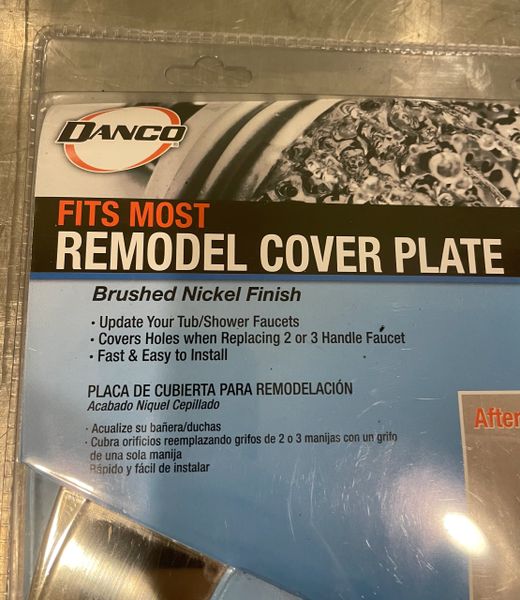 DANCO®
FITS MOST
REMODEL COVER PLATE
Brushed Nickel Finish
· Update Your Tub/Shower Faucets
· Covers Holes when Replacing 2 or 3 Handle Faucet
· Fast & Easy to Install
PLACA DE CUBIERTA PARA REMODELACIÓN
Acabado Niquel Cepillado
· Acualize su bañera/duchas
· Cubra orificios reemplazando grifos de 2 o 3 manijas con un grifo
de una sola manija
Rápido y fácil de instalar
After